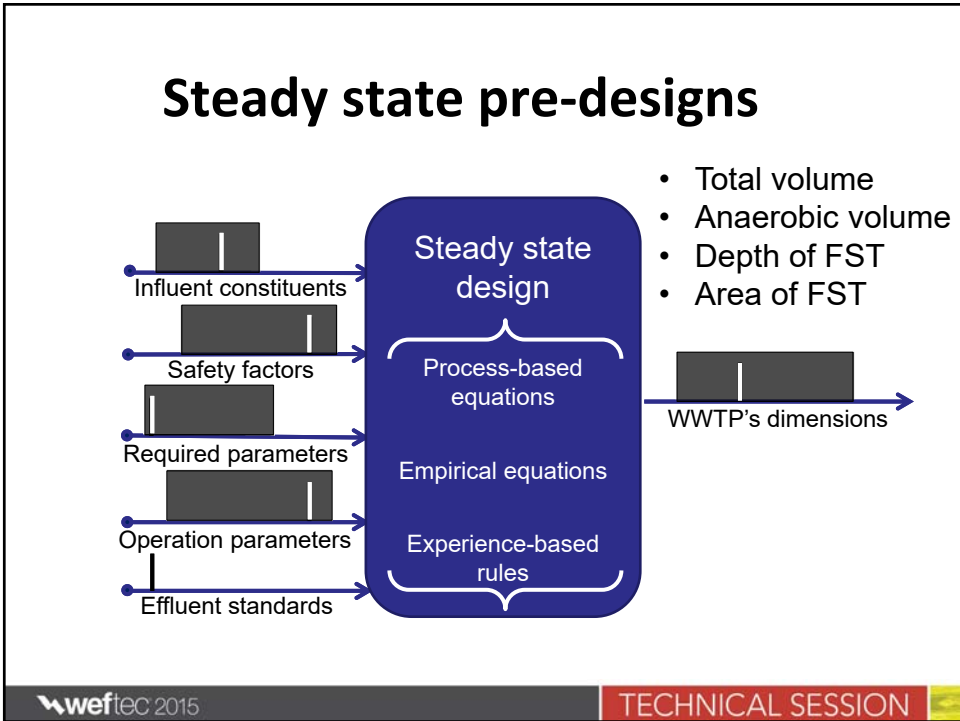 Steady state pre-designs
• Total volume
• Anaerobic volume
• Depth of FST
• Area of FST
Influent constituents
Safety factors
Required parameters
Operation parameters
Effluent standards
Steady state
design
Process-based
equations
Empirical equations
Experience-based
rules
WWTP's dimensions
weftec 2015
TECHNICAL SESSION